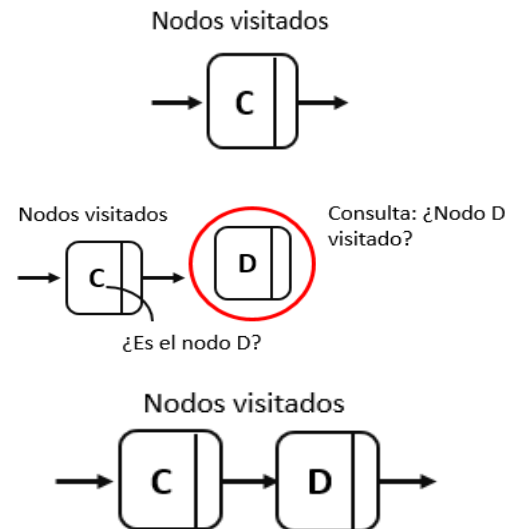 Nodos visitados
C
Nodos visitados
Consulta: ¿Nodo D
visitado?
C
D
¿Es el nodo D?
Nodos visitados
C
D